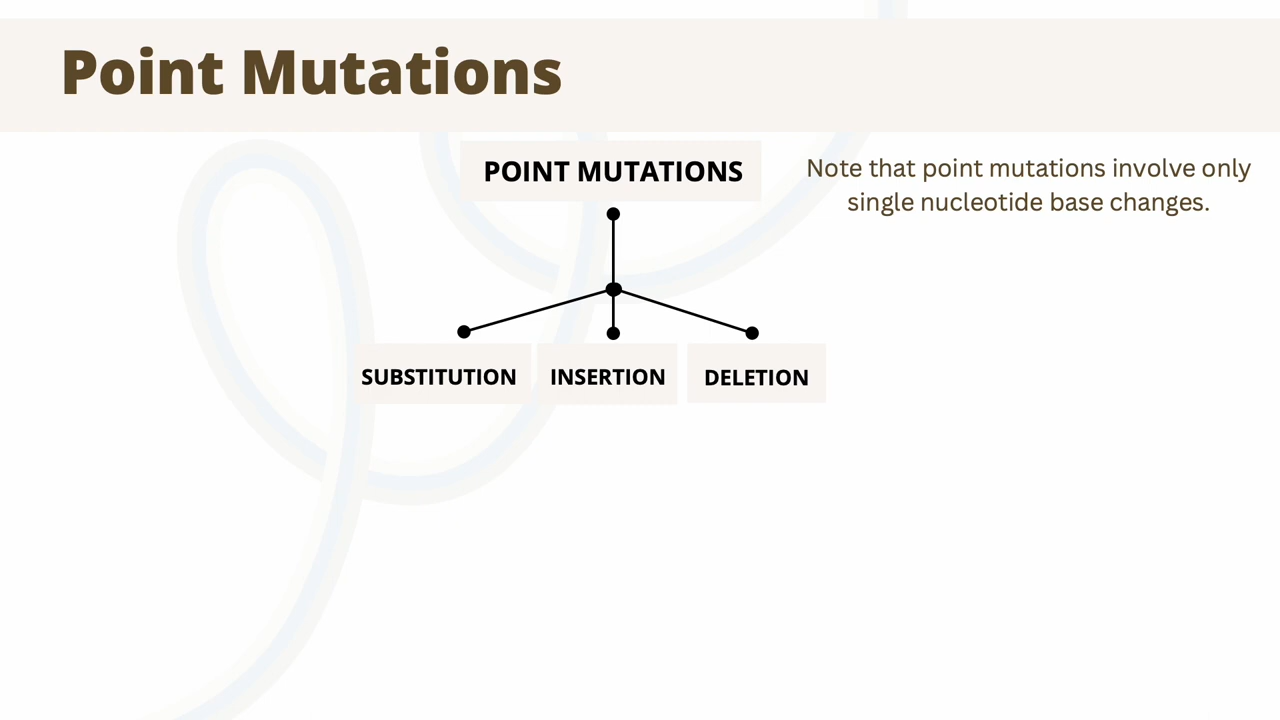 Point Mutations
POINT MUTATIONS
Note that point mutations involve only
single nucleotide base changes.
SUBSTITUTION
INSERTION
DELETION